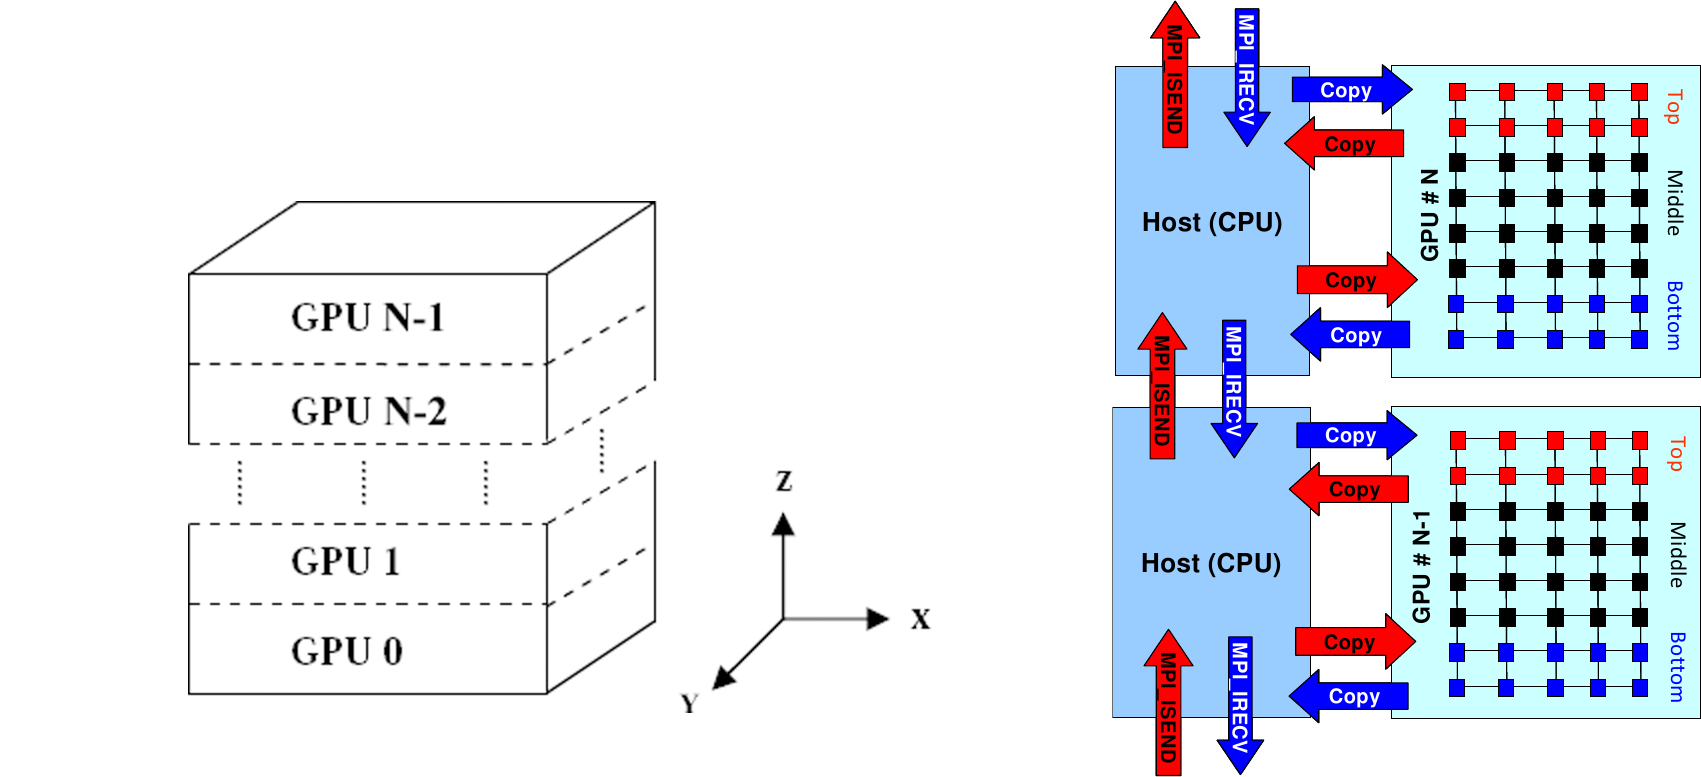 GPU N-1
GPU N-2
GPU 1
GPU 0
Z
X
Y
MPI_ISEND
MPI_IRECV
Copy
Copy
Host (CPU)
Copy
Copy
GPU # N
Top
Middle
Bottom
MPI_ISEND
MPI_IRECV
Copy
Copy
Host (CPU)
Copy
Copy
GPU # N-1
Top
Middle
Bottom
MPI_ISEND
MPI_IRECV